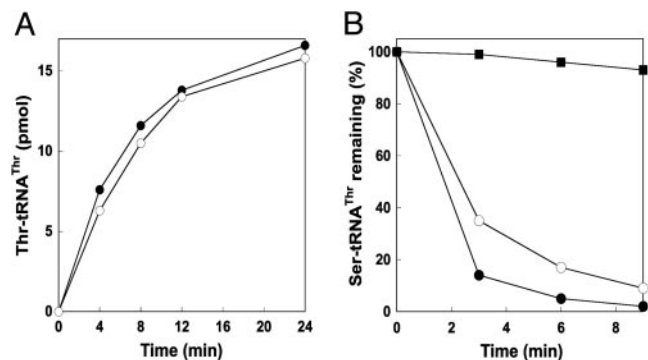 A
Thr-tRNAThr (pmol)
15
10
5
0
0 4 8 12 16 20 24
Time (min)
B
Ser-tRNAThr remaining (%)
100
80
60
40
20
0
0 2 4 6 8
Time (min)